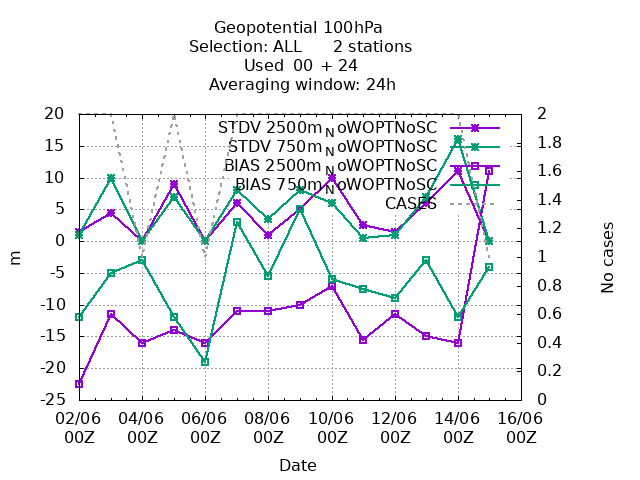 Geopotential 100hPa
Selection: ALL      2 stations
Used  00 + 24
Averaging window: 24h
STDV 2500m_NoWOPTNoSC
STDV 750m_NoWOPTNoSC
BIAS 2500m_NoWOPTNoSC
BIAS 750m_NoWOPTNoSC
CASES
20
15
10
5
0
-5
-10
-15
-20
-25
m
2
1.8
1.6
1.4
1.2
1
0.8
0.6
0.4
0.2
0
No cases
02/06 04/06 06/06 08/06 10/06 12/06 14/06 16/06
00Z 00Z 00Z 00Z 00Z 00Z 00Z 00Z
Date